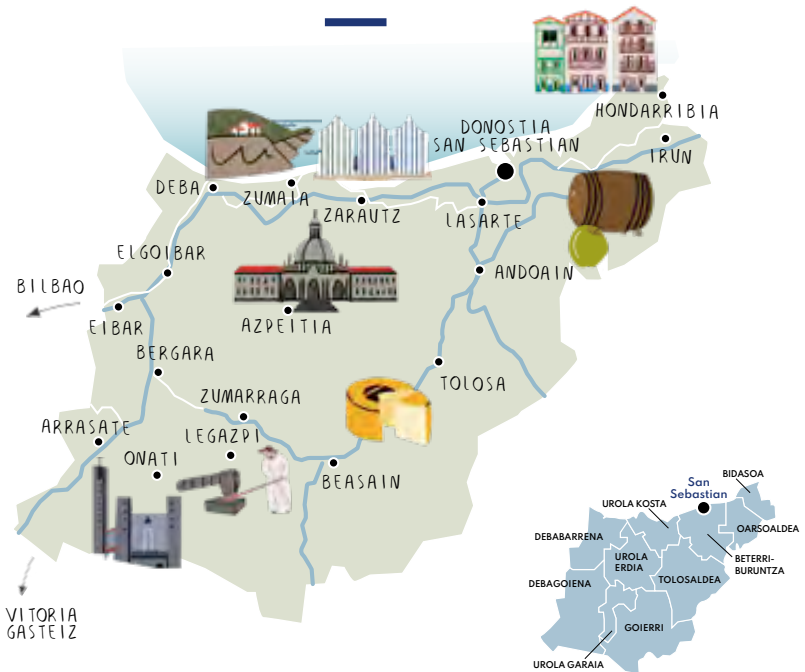 HONDARRIBIA
DONOSTIA
SAN SEBASTIAN
IRUN
DEBA
ZUMAIA
ZARAUTZ
LASARTE
ELGOIBAR
ANDOAIN
BILBAO
EIBAR
AZPEITIA
BERGARA
TOLOSA
ZUMARRAGA
ARRASATE
LEGAZPI
OÑATI
BEASAIN
VITORIA
GASTEIZ
BIDASOA
San
Sebastian
UROLA KOSTA
OARSOALDEA
DEBABARRENA
BETERRI-
BURUNTZA
UROLA
ERDIA
DEBAGOIENA
TOLOSALDEA
GOIERRI
UROLA GARAIA